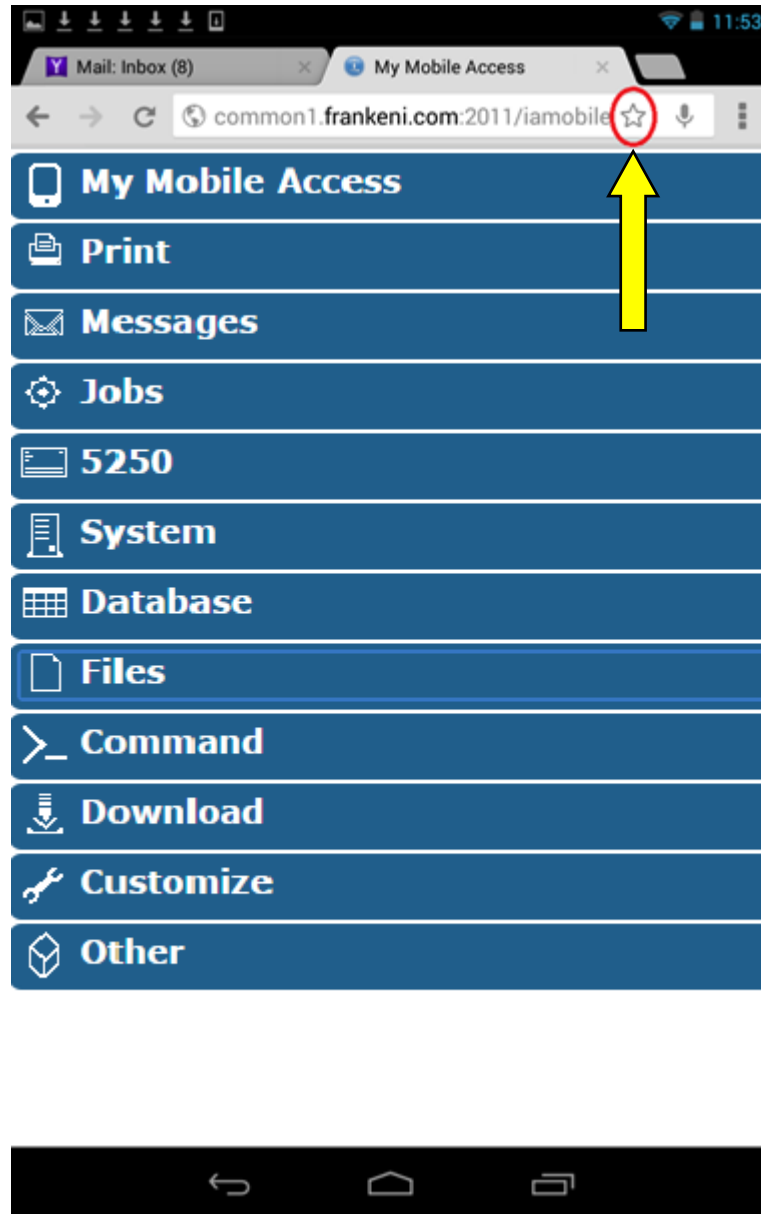 11:53
Mail: Inbox (8)
My Mobile Access
common1.frankeni.com:2011/iamobile
My Mobile Access
Print
Messages
Jobs
5250
System
Database
Files
Command
Download
Customize
Other